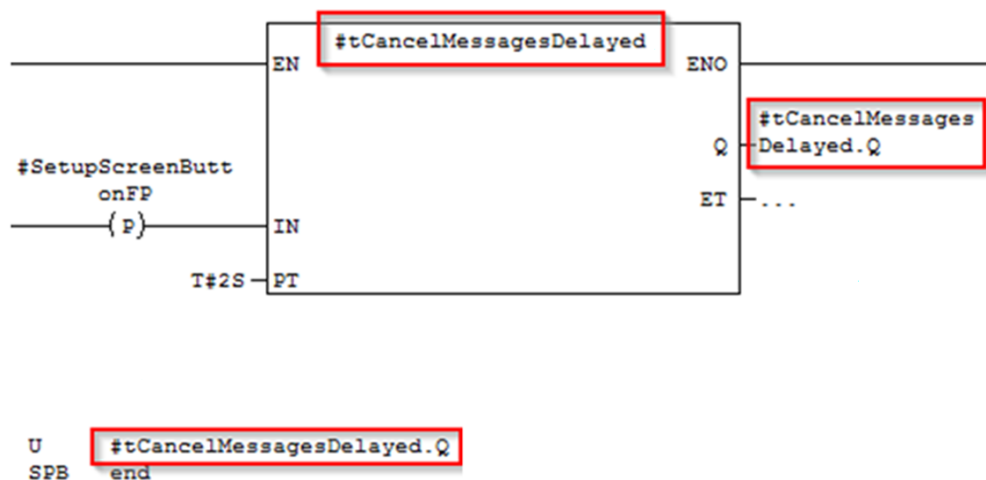 #tCancelMessagesDelayed
EN
ENO
#tCancelMessages
Delayed.Q
Q
#SetupScreenButt
onFP
(P)
IN
ET
...
T#2S
PT
U #tCancelMessagesDelayed.Q
SPB end